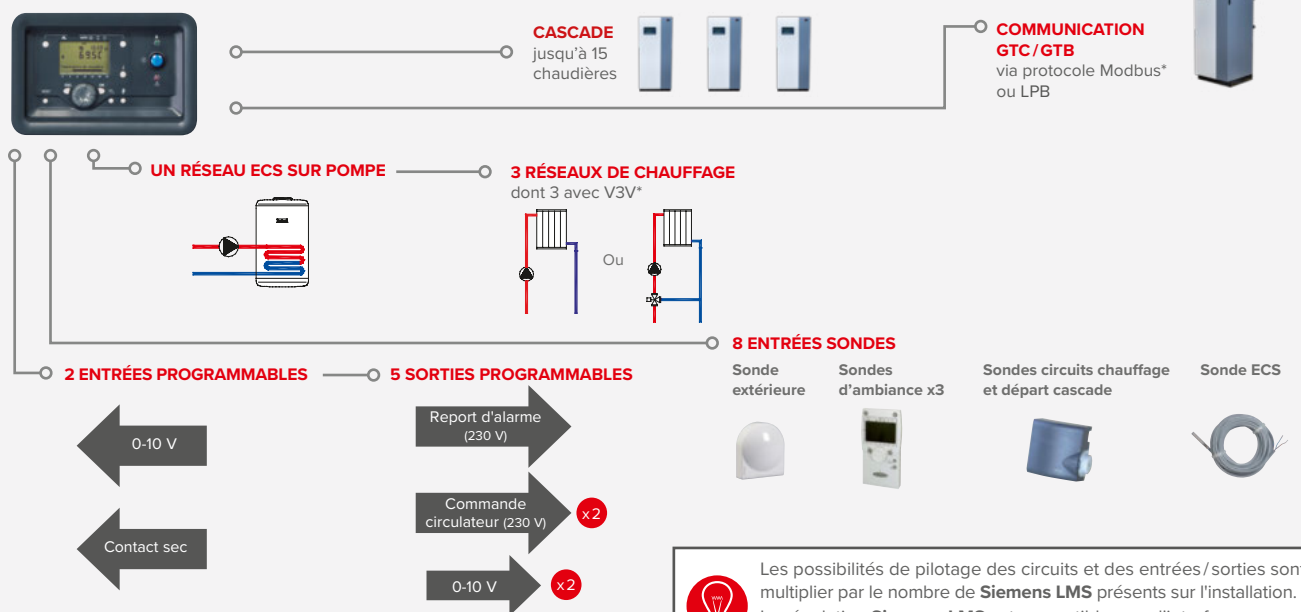 CASCADE
jusqu'à 15
chaudières
COMMUNICATION
GTC / GTB
via protocole Modbus*
ou LPB
UN RÉSEAU ECS SUR POMPE
3 RÉSEAUX DE CHAUFFAGE
dont 3 avec V3V*
Ou
8 ENTRÉES SONDES
Sonde
extérieure
Sondes
d'ambiance x3
Sondes circuits chauffage
et départ cascade
Sonde ECS
2 ENTRÉES PROGRAMMABLES
0-10 V
Contact sec
5 SORTIES PROGRAMMABLES
Report d'alarme
(230 V)
Commande
circulateur (230 V)
x2
0-10 V
x2
Les possibilités de pilotage des circuits et des entrées / sorties sont
multiplier par le nombre de Siemens LMS présents sur l'installation.